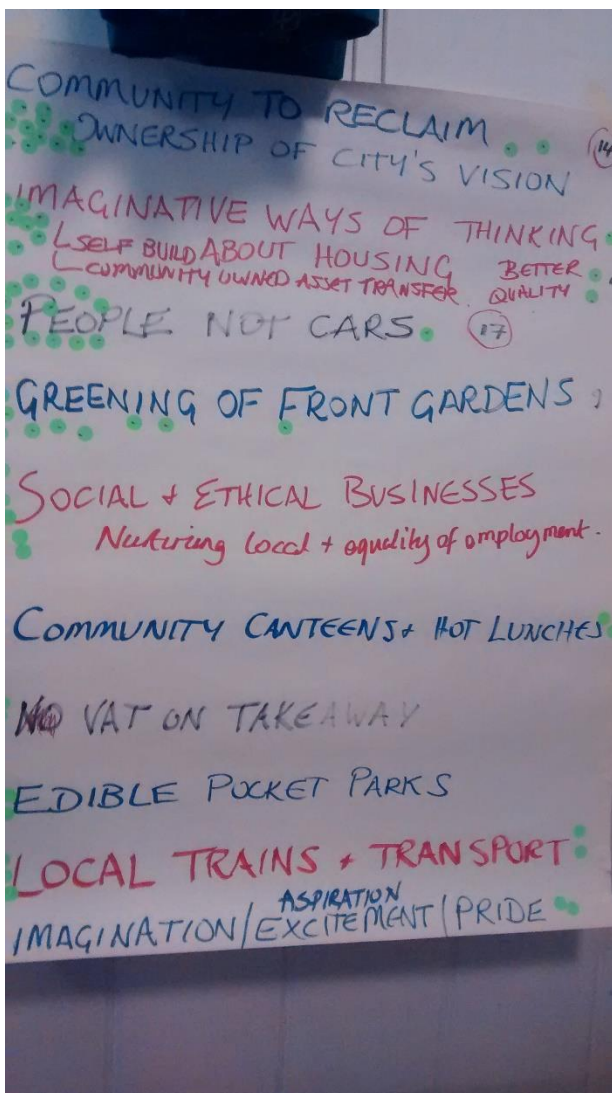 COMMUNITY TO RECLAIM
OWNERSHIP OF CITY'S VISION
14
IMAGINATIVE WAYS OF THINKING
SELF BUILD ABOUT HOUSING BETTER
COMMUNITY OWNED ASSET TRANSFER QUALITY
PEOPLE NOT CARS. 17
GREENING OF FRONT GARDENS
SOCIAL + ETHICAL BUSINESSES
Nurturing local + equality of employment.
COMMUNITY CANTEENS + HOT LUNCHES
NO VAT ON TAKEAWAY
EDIBLE POCKET PARKS
LOCAL TRAINS + TRANSPORT
ASPIRATION
IMAGINATION/EXCITEMENT/PRIDE